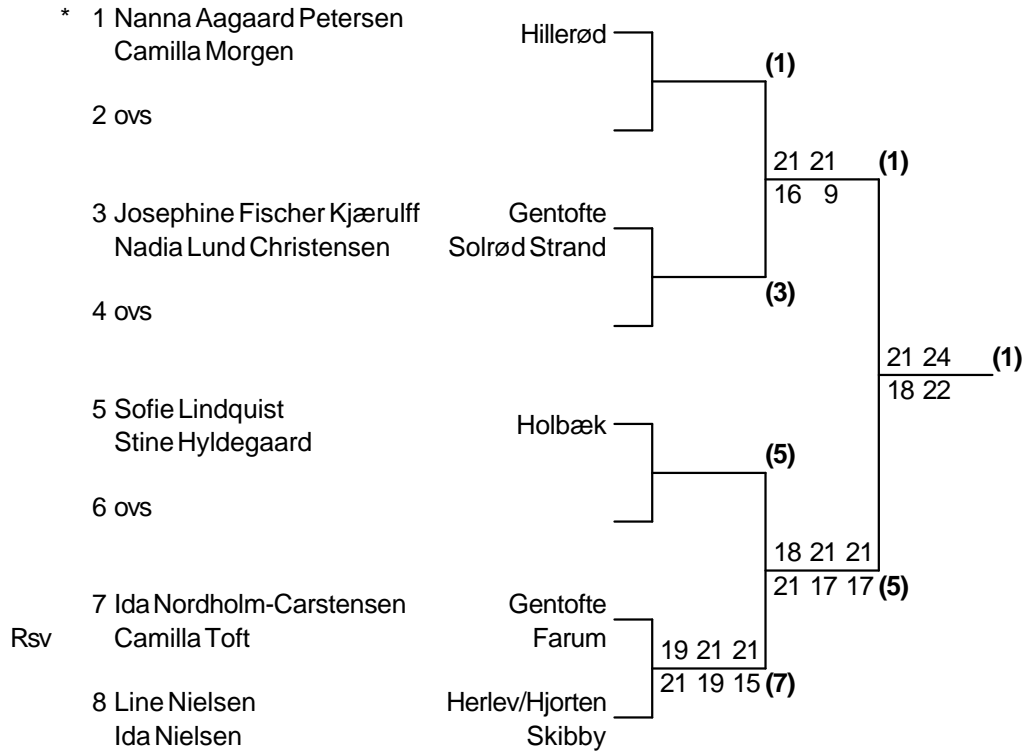 * 1 Nanna Aagaard Petersen Hillerød
Camilla Morgen
(1)
2 ovs
21 21 (1)
16 9
3 Josephine Fischer Kjærulff Gentofte
Nadia Lund Christensen Solrød Strand
(3)
4 ovs
21 24 (1)
18 22
5 Sofie Lindquist Holbæk
Stine Hyldegaard
(5)
6 ovs
18 21 21
21 17 17 (5)
7 Ida Nordholm-Carstensen Gentofte
Rsv Camilla Toft Farum
19 21 21
21 19 15 (7)
8 Line Nielsen Herlev/Hjorten
Ida Nielsen Skibby